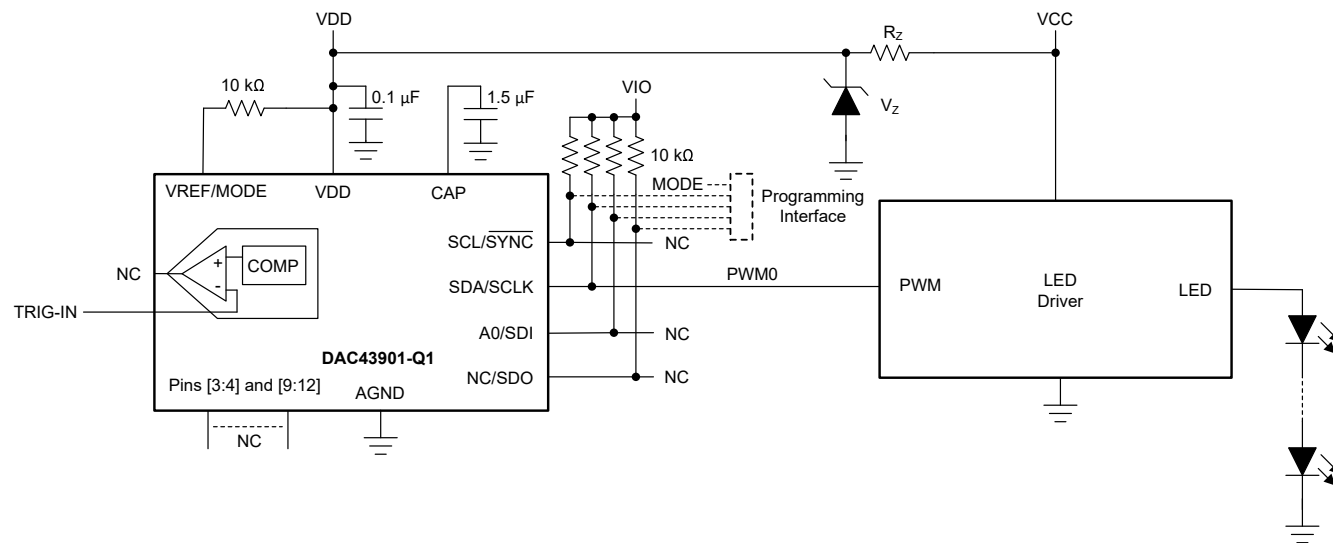 VDD
VCC
R_Z
10 kΩ
0.1 µF
1.5 µF
VIO
V_Z
10 kΩ
MODE
Programming
Interface
VREF/MODE
VDD
CAP
SCL/S̅Y̅N̅C̅
NC
COMP
+
-
NC
SDA/SCLK
PWM0
PWM
LED
Driver
LED
TRIG-IN
A0/SDI
NC
DAC43901-Q1
NC/SDO
NC
Pins [3:4] and [9:12]
AGND
NC